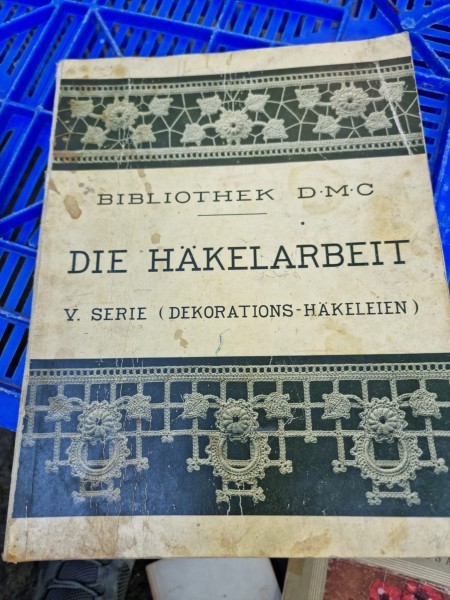 BIBLIOTHEK D·M·C
DIE HÄKELARBEIT
V. SERIE (DEKORATIONS-HÄKELEIEN)